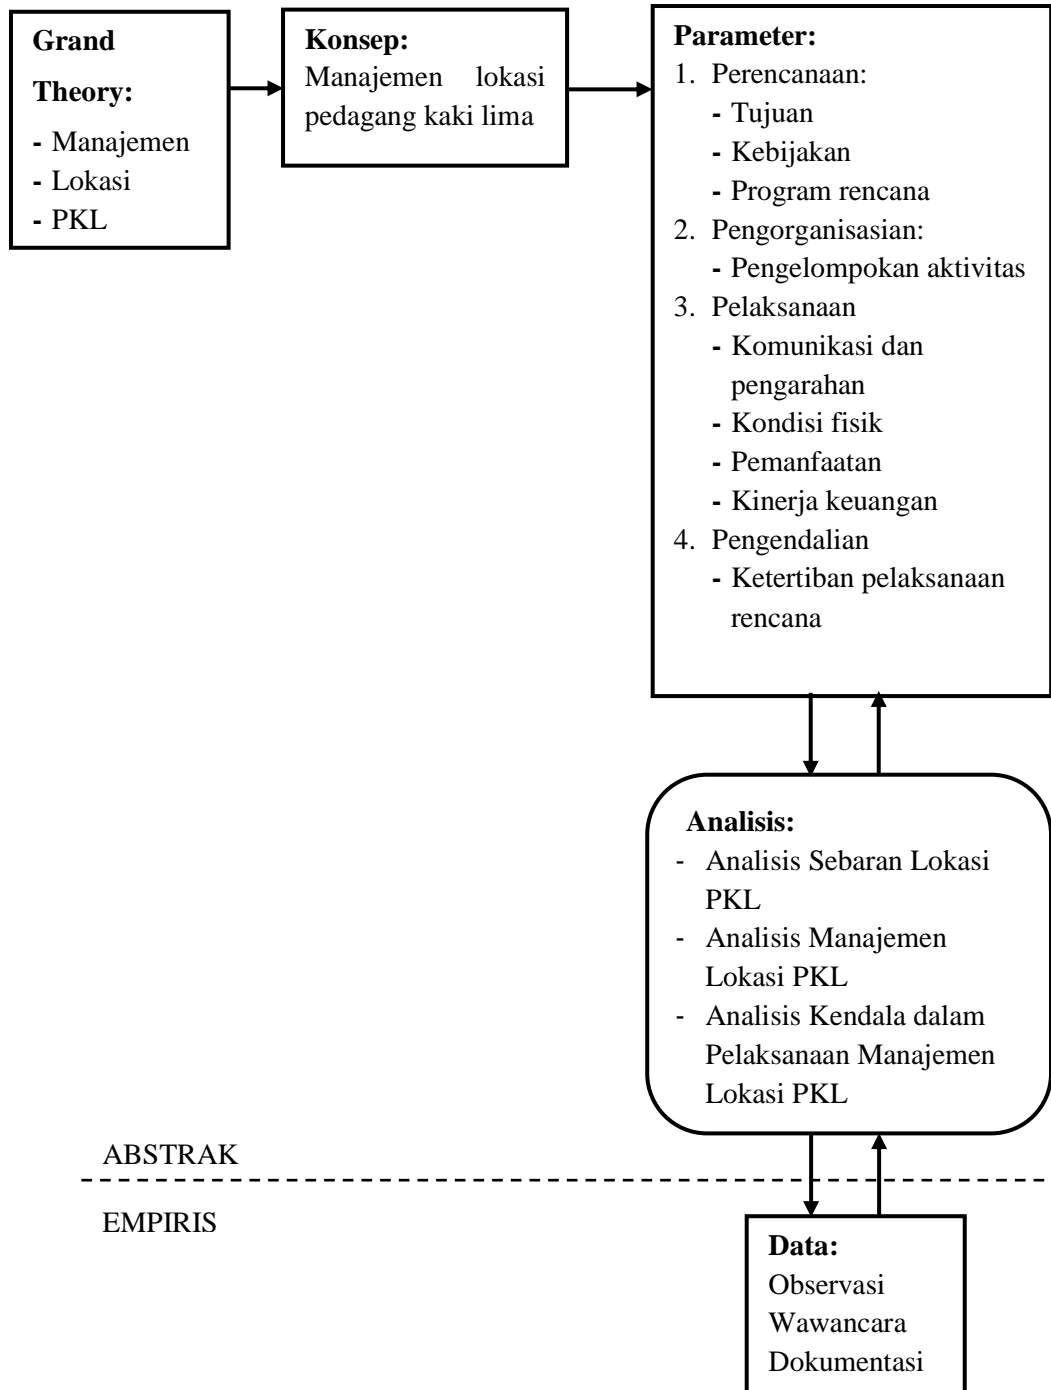 Grand
Theory:
- Manajemen
- Lokasi
- PKL
Konsep:
Manajemen lokasi
pedagang kaki lima
Parameter:
1. Perencanaan:
- Tujuan
- Kebijakan
- Program rencana
2. Pengorganisasian:
- Pengelompokan aktivitas
3. Pelaksanaan
- Komunikasi dan
pengarahan
- Kondisi fisik
- Pemanfaatan
- Kinerja keuangan
4. Pengendalian
- Ketertiban pelaksanaan
rencana
Analisis:
- Analisis Sebaran Lokasi
PKL
- Analisis Manajemen
Lokasi PKL
- Analisis Kendala dalam
Pelaksanaan Manajemen
Lokasi PKL
ABSTRAK
EMPIRIS
Data:
Observasi
Wawancara
Dokumentasi